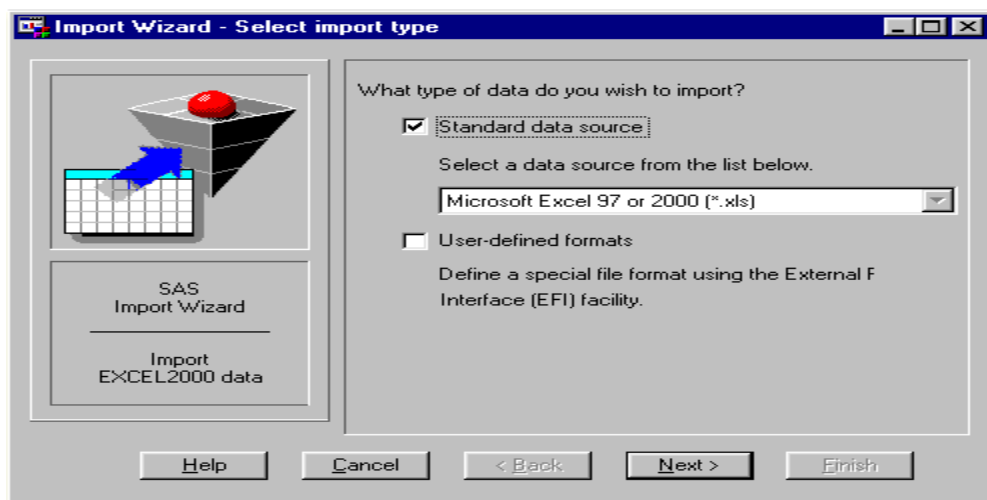 Import Wizard - Select import type
What type of data do you wish to import?
Standard data source
Select a data source from the list below.
Microsoft Excel 97 or 2000 (*.xls)
User-defined formats
Define a special file format using the External F
Interface (EFI) facility.
SAS
Import Wizard
Import
EXCEL2000 data
Help
Cancel
< Back
Next >
Finish